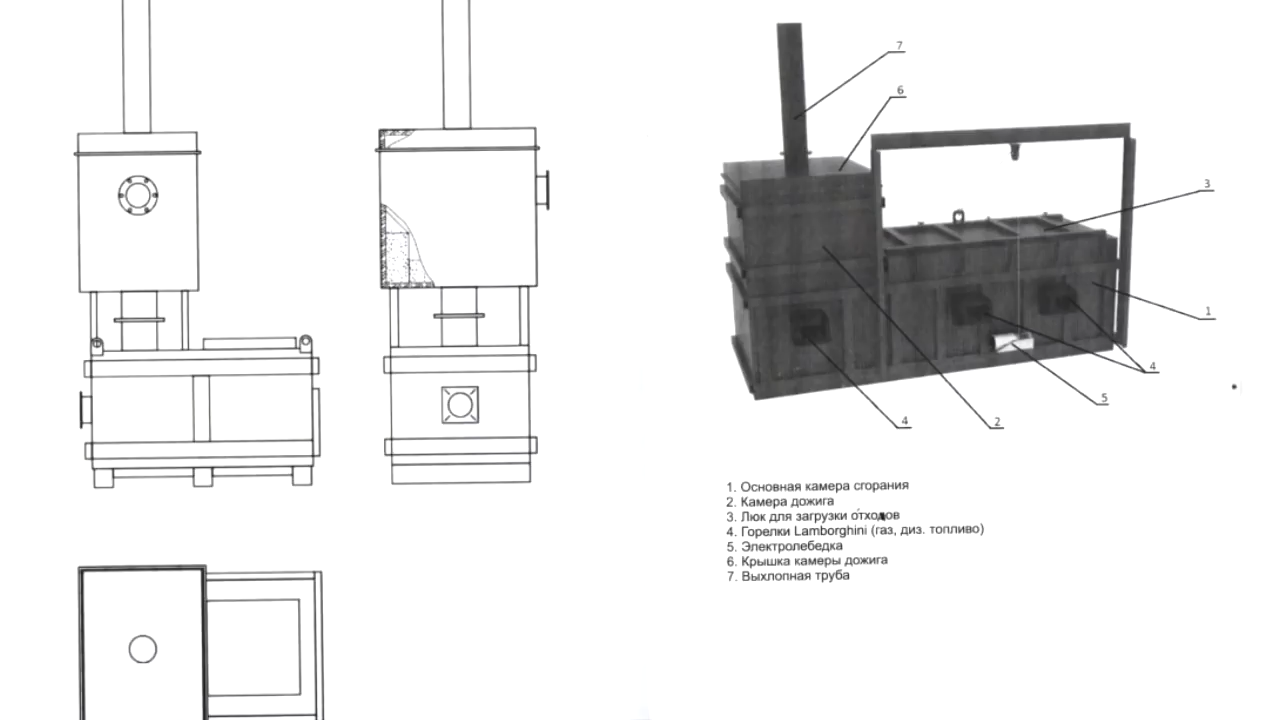 7
6
3
1
4
5
4
2
1. Основная камера сгорания
2. Камера дожига
3. Люк для загрузки отходов
4. Горелки Lamborghini (газ, диз. топливо)
5. Электролебедка
6. Крышка камеры дожига
7. Выхлопная труба